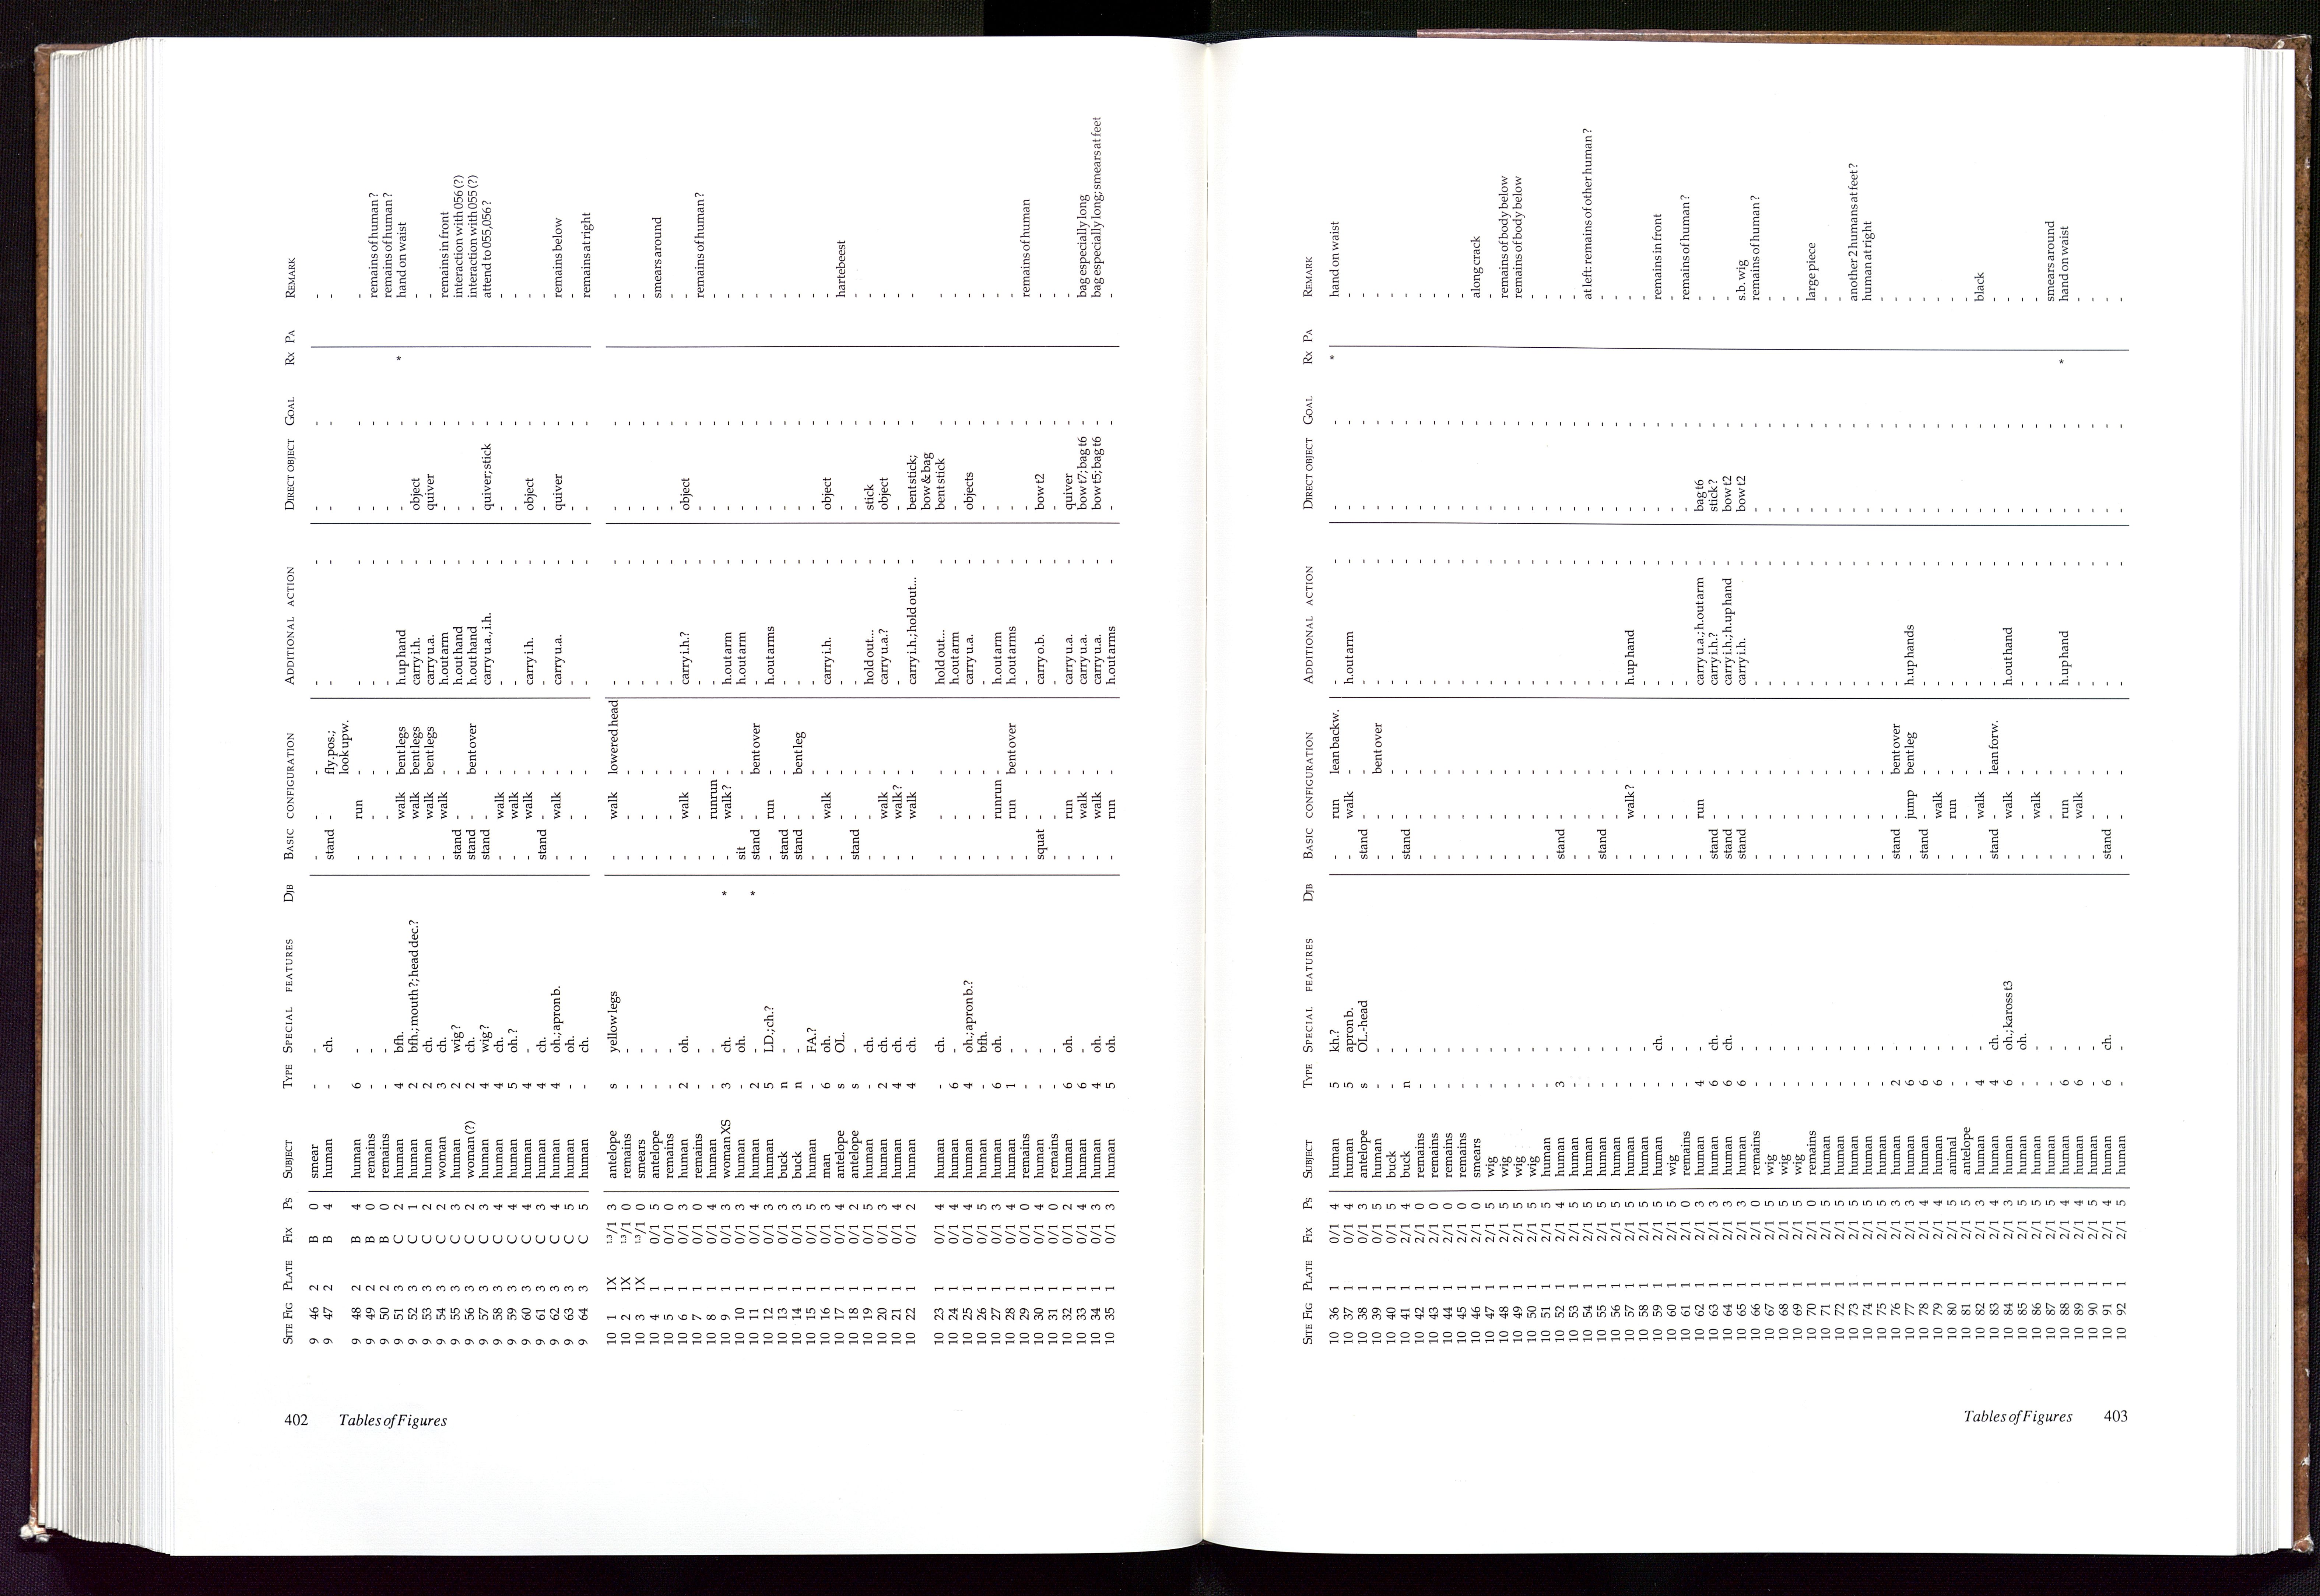 402 Tables of Figures
SITE FIG PLATE FIX PS SUBJECT TYPE SPECIAL FEATURES DJB BASIC CONFIGURATION ADDITIONAL ACTION DIRECT OBJECT GOAL RX PA REMARK
9 46 2 B 0 smear - - - - - - - - - -
9 47 2 B 4 human - ch. stand - fly:pos.; - - - - -
look upw.
9 48 2 B 4 human 6 - - run - - - - - -
9 49 2 B 0 remains - - - - - - - - - remains of human?
9 50 2 B 0 remains - - - - - - - - - remains of human?
9 51 3 C 2 human 4 bfh. - walk bent legs h.up hand - - - * hand on waist
9 52 3 C 1 human 2 bfh.; mouth?; head dec.? - walk bent legs carry i.h. - object - -
9 53 3 C 2 human 2 ch. - walk bent legs carry u.a. - quiver - -
9 54 3 C 2 woman 3 ch. - walk - h.out arm - - - remains in front
9 55 3 C 3 human 2 wig? stand - - h.out hand - - - interaction with 056 (?)
9 56 3 C 2 woman (?) 2 ch. stand - bent over h.out hand - - - interaction with 055 (?)
9 57 3 C 3 human 4 wig? stand - - carry u.a., i.h. - quiver; stick - attend to 055,056?
9 58 3 C 4 human 4 ch. - walk - - - - - -
9 59 3 C 4 human 5 oh.? - walk - - - - - -
9 60 3 C 4 human 4 - - walk - carry i.h. - object - -
9 61 3 C 3 human 4 ch. stand - - - - - - -
9 62 3 C 4 human 4 oh.; apron b. - walk - carry u.a. - quiver - remains below
9 63 3 C 5 human - oh. - - - - - - - -
9 64 3 C 5 human - ch. - - - - - - - remains at right
10 1 1X 13/1 3 antelope s yellow legs - walk lowered head - - - - -
10 2 1X 13/1 0 remains - - - - - - - - - -
10 3 1X 13/1 0 smears - - - - - - - - - -
10 4 1 0/1 5 antelope - - - - - - - - - smears around
10 5 1 0/1 0 remains - - - - - - - - - -
10 6 1 0/1 3 human 2 oh. - walk - carry i.h.? - object - -
10 7 1 0/1 0 remains - - - - - - - - - remains of human?
10 8 1 0/1 4 human - - - runrun - - - - - -
10 9 1 0/1 3 woman XS 3 ch. * - walk? - h.out arm - - - -
10 10 1 0/1 3 human - oh. sit - - h.out arm - - - -
10 11 1 0/1 4 human 2 - * stand - bent over - - - - -
10 12 1 0/1 3 human 5 LD.; ch.? - run - h.out arms - - - -
10 13 1 0/1 3 buck n - stand - - - - - - -
10 14 1 0/1 3 buck n - stand - bent leg - - - - -
10 15 1 0/1 5 human - FA.? - - - - - - - -
10 16 1 0/1 3 man 6 oh. - walk - carry i.h. - object - -
10 17 1 0/1 4 antelope s OL. - - - - - - - hartebeest
10 18 1 0/1 2 antelope s - stand - - - - - - -
10 19 1 0/1 5 human - ch. - - - hold out... - stick - -
10 20 1 0/1 3 human 2 ch. - walk - carry u.a.? - object - -
10 21 1 0/1 4 human 4 ch. - walk? - - - - - -
10 22 1 0/1 2 human 4 ch. - walk - carry i.h.; hold out... - bent stick; - -
bow & bag
10 23 1 0/1 4 human - ch. - - - hold out... - bent stick - -
10 24 1 0/1 4 human 6 - - - - h.out arm - - - -
10 25 1 0/1 4 human 4 oh.; apron b.? - - - carry u.a. - objects - -
10 26 1 0/1 5 human - bfh. - - - - - - - -
10 27 1 0/1 3 human 6 oh. - runrun - h.out arm - - - -
10 28 1 0/1 4 human 1 - - run bent over h.out arms - - - -
10 29 1 0/1 0 remains - - - - - - - - - remains of human
10 30 1 0/1 4 human - - squat - - carry o.b. - bow t2 - -
10 31 1 0/1 0 remains - - - - - - - - - -
10 32 1 0/1 2 human 6 oh. - run - carry u.a. - quiver - -
10 33 1 0/1 4 human 6 - - walk - carry u.a. - bow t7; bag t6 - bag especially long
10 34 1 0/1 3 human 4 oh. - walk - carry u.a. - bow t5; bag t6 - bag especially long; smears at feet
10 35 1 0/1 3 human 5 oh. - run - h.out arms - - - -
Tables of Figures 403
SITE FIG PLATE FIX PS SUBJECT TYPE SPECIAL FEATURES DJB BASIC CONFIGURATION ADDITIONAL ACTION DIRECT OBJECT GOAL RX PA REMARK
10 36 1 0/1 4 human 5 kh.? - run lean backw. - - - - * hand on waist
10 37 1 0/1 4 human 5 apron b. - walk - h.out arm - - - -
10 38 1 0/1 3 antelope s OL.-head stand - - - - - - -
10 39 1 0/1 5 human - - - - bent over - - - - -
10 40 1 0/1 5 buck - - - - - - - - - -
10 41 1 2/1 4 buck n - stand - - - - - - -
10 42 1 2/1 0 remains - - - - - - - - - -
10 43 1 2/1 0 remains - - - - - - - - - -
10 44 1 2/1 0 remains - - - - - - - - - -
10 45 1 2/1 0 remains - - - - - - - - - -
10 46 1 2/1 0 smears - - - - - - - - - along crack
10 47 1 2/1 5 wig - - - - - - - - - -
10 48 1 2/1 5 wig - - - - - - - - - remains of body below
10 49 1 2/1 5 wig - - - - - - - - - remains of body below
10 50 1 2/1 5 wig - - - - - - - - - -
10 51 1 2/1 5 human - - - - - - - - - -
10 52 1 2/1 4 human 3 - stand - - - - - - -
10 53 1 2/1 5 human - - - - - - - - - -
10 54 1 2/1 5 human - - - - - - - - - at left: remains of other human?
10 55 1 2/1 5 human - - stand - - - - - - -
10 56 1 2/1 5 human - - - - - - - - - -
10 57 1 2/1 5 human - - - walk? - h.up hand - - - -
10 58 1 2/1 5 human - - - - - - - - - -
10 59 1 2/1 5 human - ch. - - - - - - - remains in front
10 60 1 2/1 5 wig - - - - - - - - - -
10 61 1 2/1 0 remains - - - - - - - - - remains of human?
10 62 1 2/1 3 human 4 - - run - carry u.a.; h.out arm - bag t6 - -
10 63 1 2/1 3 human 6 ch. stand - - carry i.h.? - stick? - -
10 64 1 2/1 3 human 6 ch. stand - - carry i.h.; h.up hand - bow t2 - -
10 65 1 2/1 3 human 6 - stand - - carry i.h. - bow t2 - s.b. wig
10 66 1 2/1 0 remains - - - - - - - - - remains of human?
10 67 1 2/1 5 wig - - - - - - - - - -
10 68 1 2/1 5 wig - - - - - - - - - -
10 69 1 2/1 5 wig - - - - - - - - - -
10 70 1 2/1 0 remains - - - - - - - - - large piece
10 71 1 2/1 5 human - - - - - - - - - -
10 72 1 2/1 5 human - - - - - - - - - -
10 73 1 2/1 5 human - - - - - - - - - another 2 humans at feet?
10 74 1 2/1 5 human - - - - - - - - - human at right
10 75 1 2/1 5 human - - - - - - - - - -
10 76 1 2/1 3 human 2 - stand - bent over - - - - -
10 77 1 2/1 3 human 6 - - jump bent leg h.up hands - - - -
10 78 1 2/1 4 human 6 - stand - - - - - - -
10 79 1 2/1 4 human 6 - - walk - - - - - -
10 80 1 2/1 5 animal - - - run - - - - - -
10 81 1 2/1 5 antelope - - - - - - - - - -
10 82 1 2/1 3 human 4 - - walk - - - - - black
10 83 1 2/1 4 human 4 ch. stand - lean forw. - - - - -
10 84 1 2/1 3 human 6 oh.; kaross t3 - walk - h.out hand - - - -
10 85 1 2/1 5 human - oh. - - - - - - - -
10 86 1 2/1 5 human - - - walk - - - - - -
10 87 1 2/1 5 human - - - - - - - - - smears around
10 88 1 2/1 4 human 6 - - run - h.up hand - - - * hand on waist
10 89 1 2/1 4 human 6 - - walk - - - - - -
10 90 1 2/1 5 human - - - - - - - - - -
10 91 1 2/1 4 human 6 ch. stand - - - - - - -
10 92 1 2/1 5 human - - - - - - - - - -